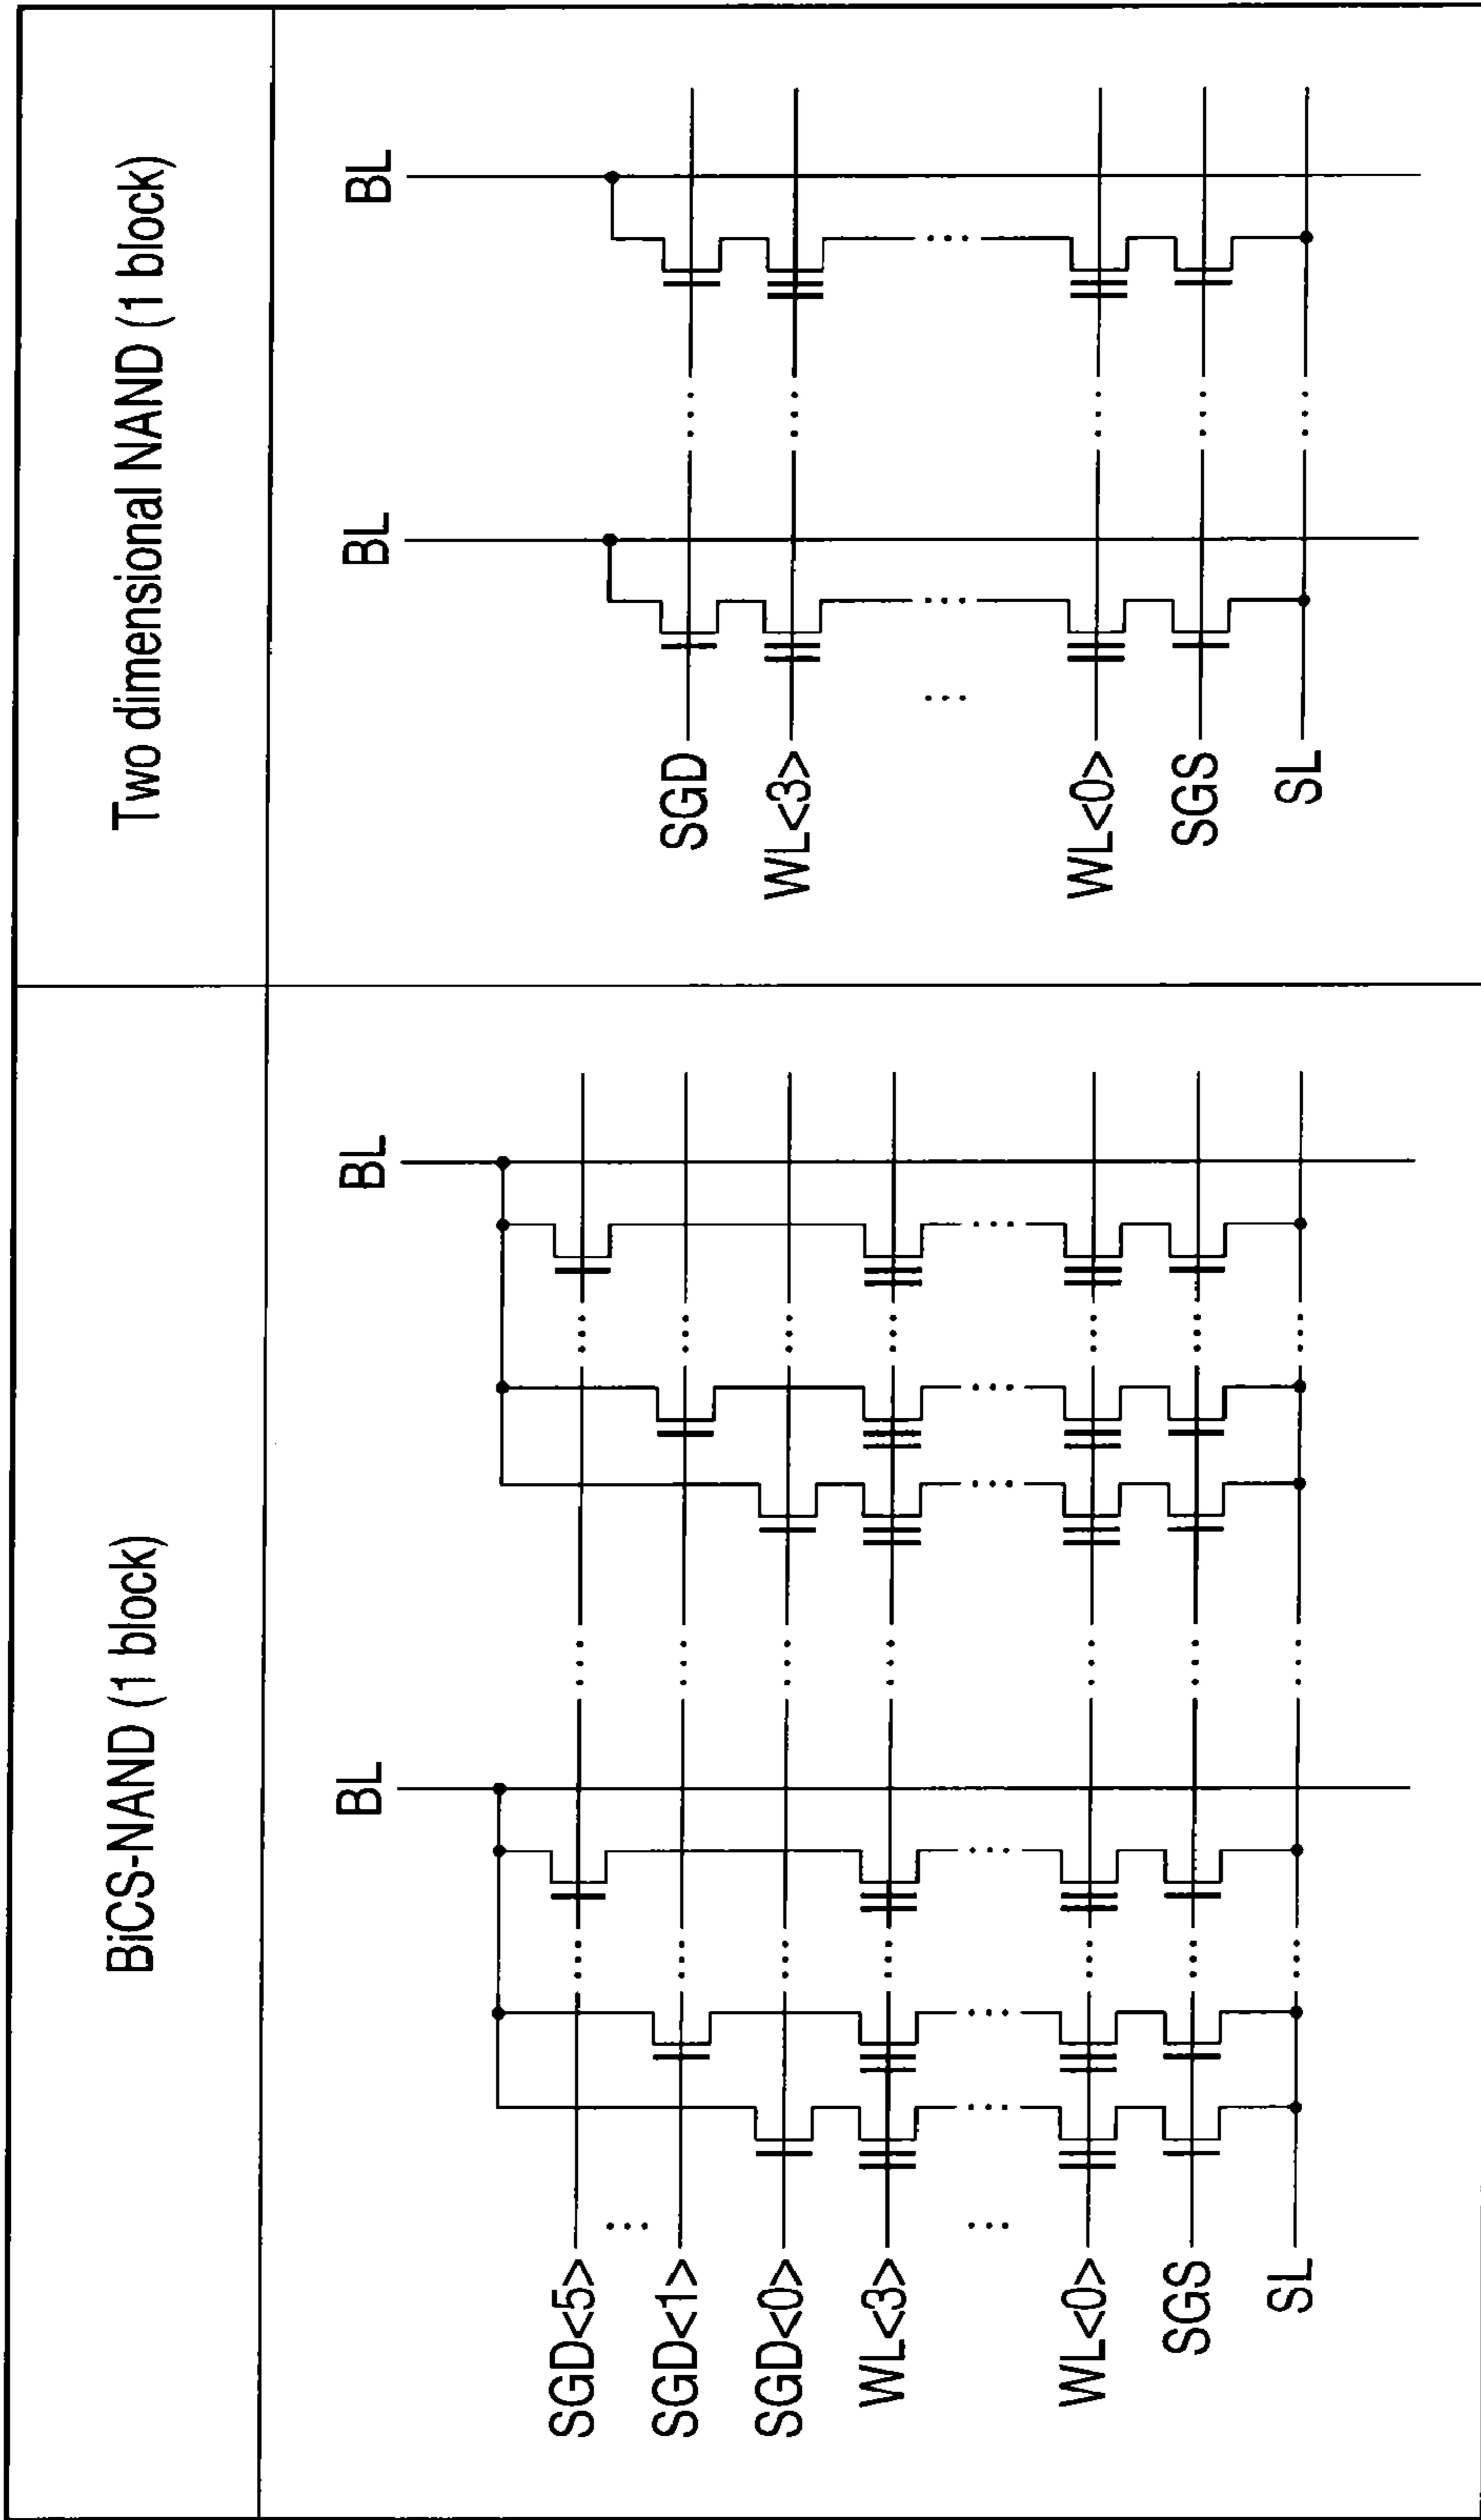 BiCS-NAND (1 block)
BL
BL
SGD<5>
...
SGD<1>
SGD<0>
WL<3>
...
WL<0>
SGS
SL
Two dimensional NAND (1 block)
BL
BL
SGD
WL<3>
...
WL<0>
SGS
SL